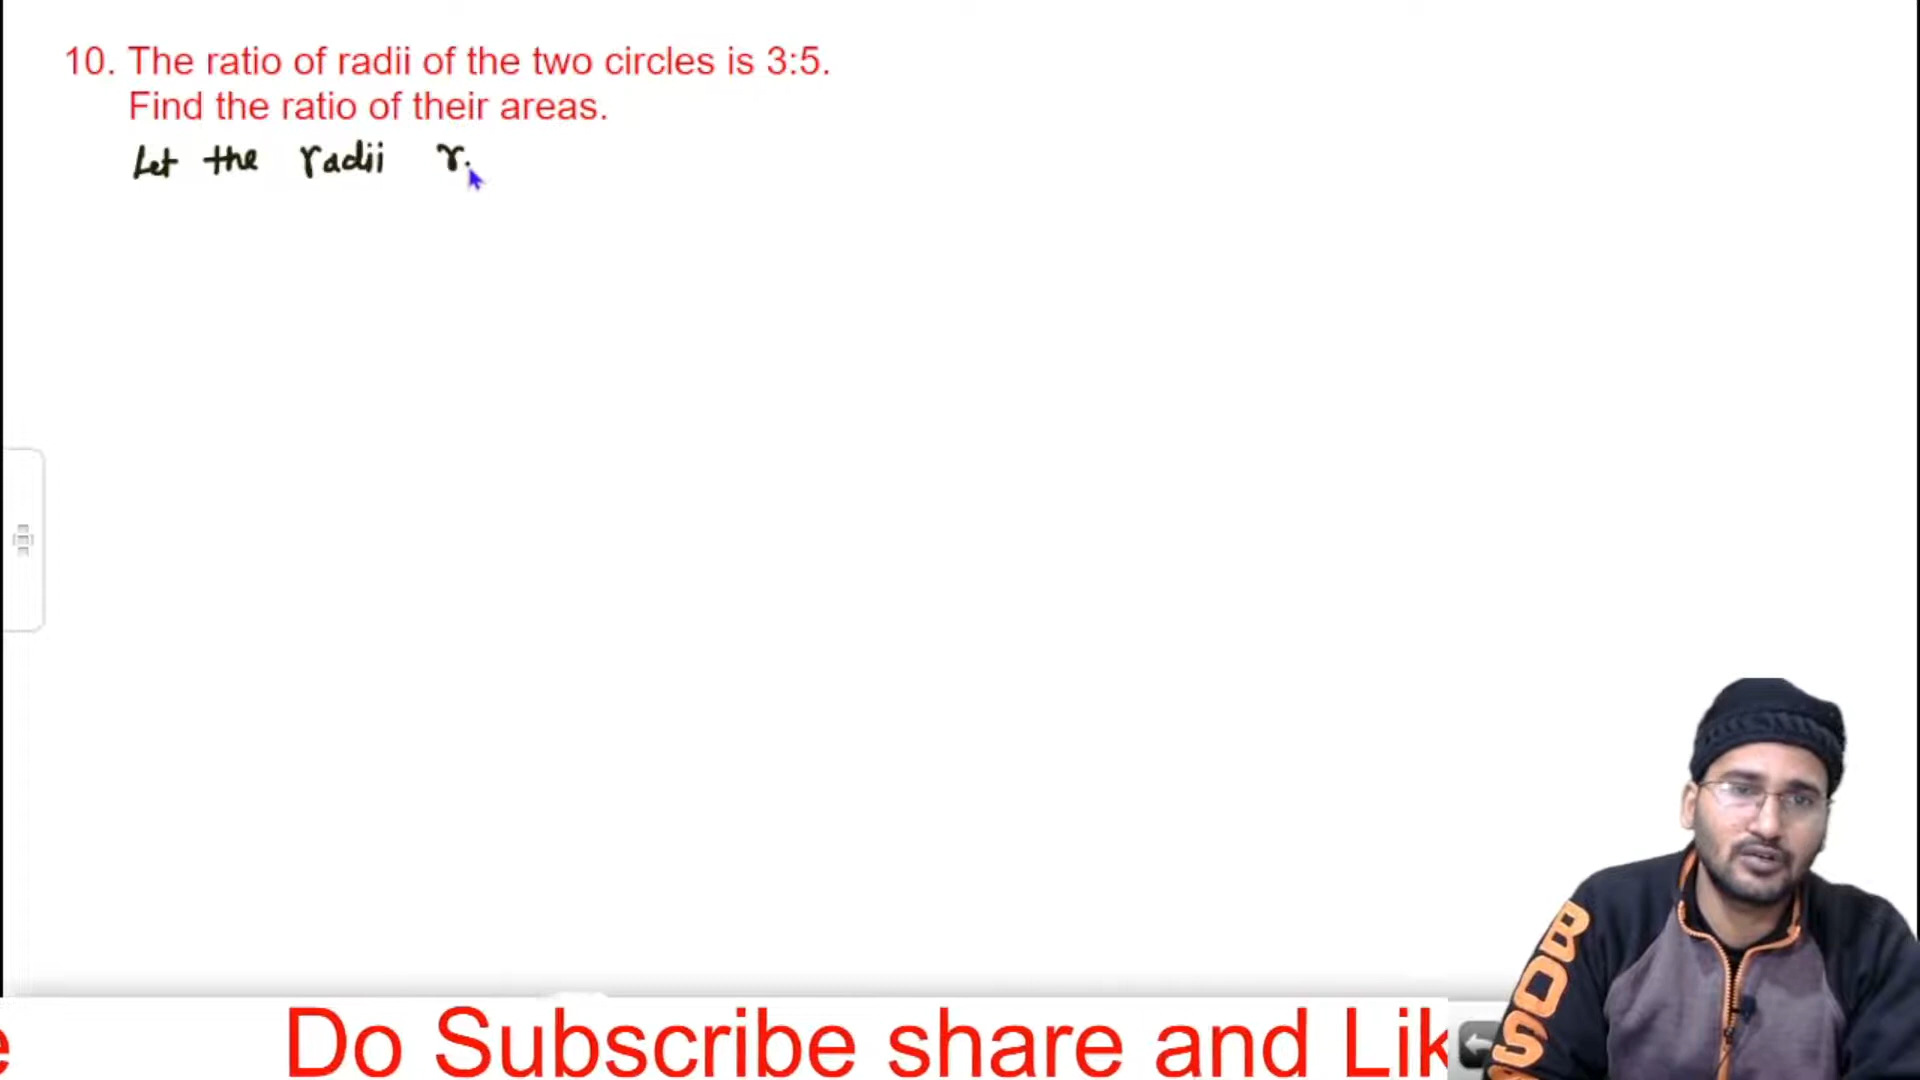 10. The ratio of radii of the two circles is 3:5.
Find the ratio of their areas.
Let the radii r.
Do Subscribe share and Lik
BOS